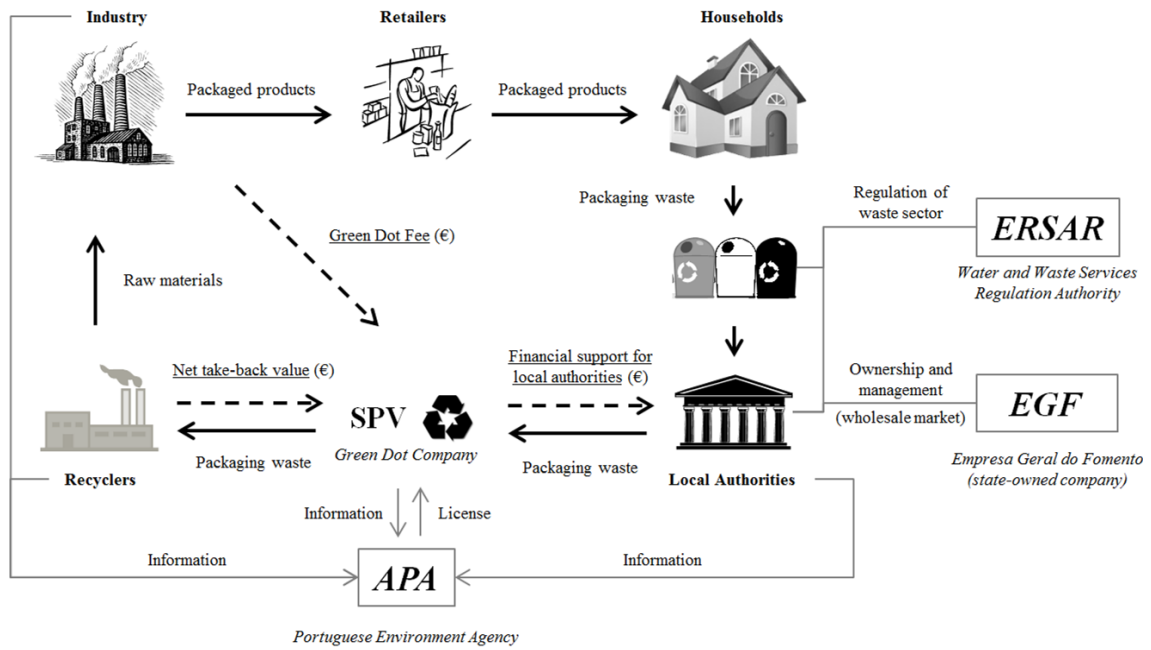 Industry
Retailers
Households
Packaged products
Packaged products
Packaging waste
Regulation of
waste sector
ERSAR
Water and Waste Services
Regulation Authority
Green Dot Fee (€)
Raw materials
Net take-back value (€)
Financial support for
local authorities (€)
Ownership and
management
(wholesale market)
EGF
Empresa Geral do Fomento
(state-owned company)
SPV
Green Dot Company
Packaging waste
Packaging waste
Recyclers
Local Authorities
Information
License
Information
Information
APA
Portuguese Environment Agency